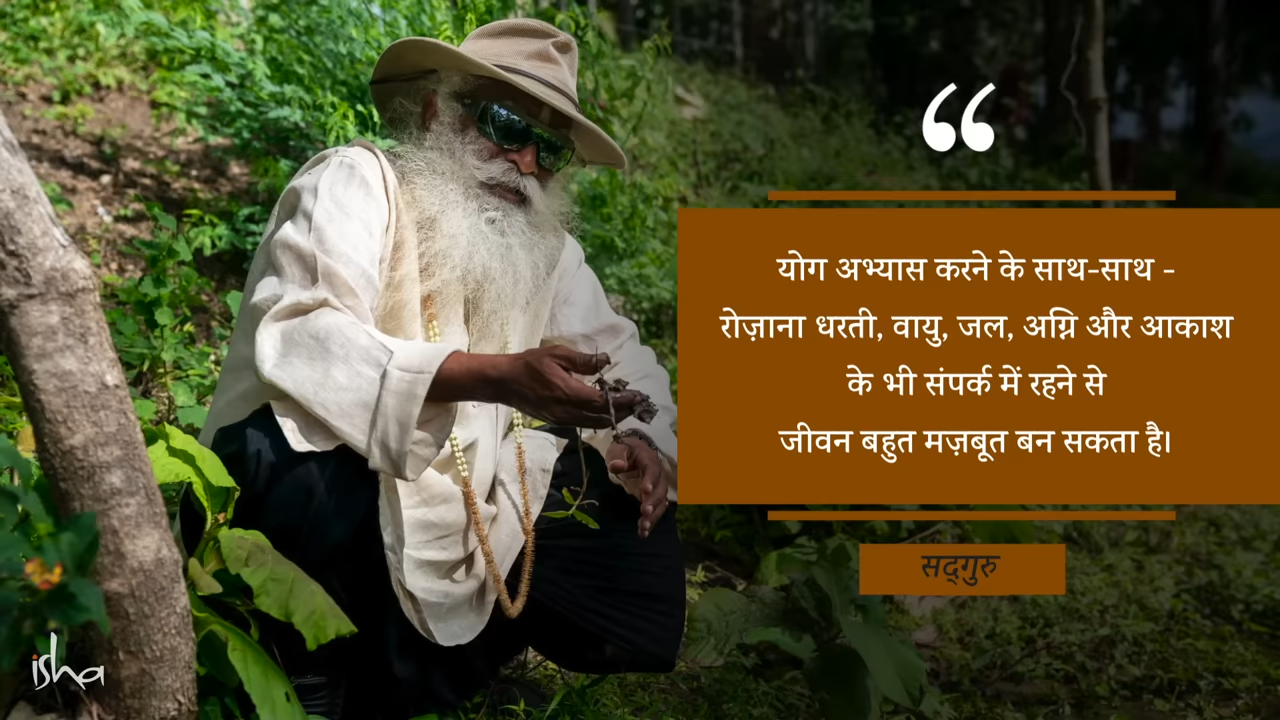 “
योग अभ्यास करने के साथ-साथ -
रोज़ाना धरती, वायु, जल, अग्नि और आकाश
के भी संपर्क में रहने से
जीवन बहुत मज़बूत बन सकता है।
सद्गुरु
isha